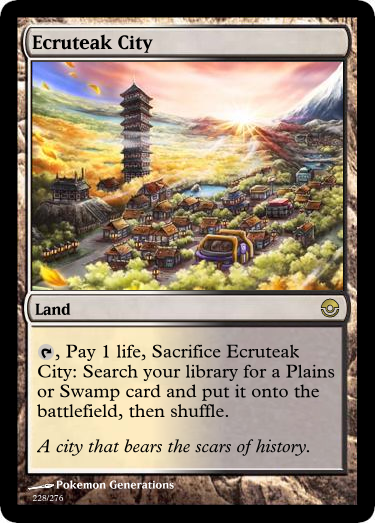 Ecruteak City
Land
, Pay 1 life, Sacrifice Ecruteak
City: Search your library for a Plains
or Swamp card and put it onto the
battlefield, then shuffle.
A city that bears the scars of history.
Pokemon Generations
228/276